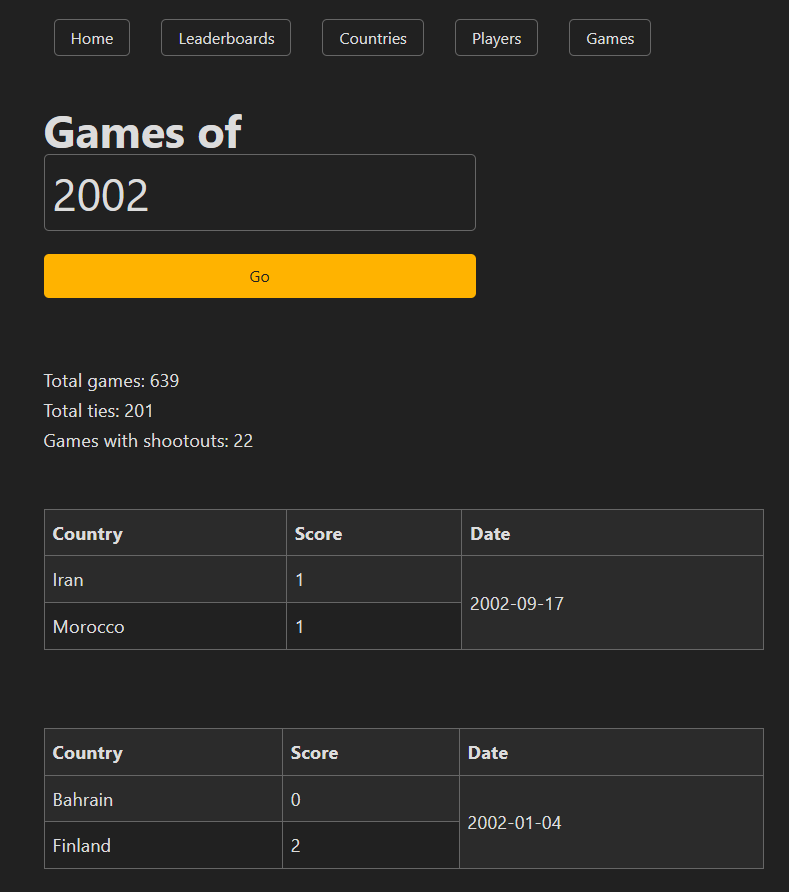 Home Leaderboards Countries Players Games
Games of
2002
Go
Total games: 639
Total ties: 201
Games with shootouts: 22
Country Score Date
Iran 1
2002-09-17
Morocco 1
Country Score Date
Bahrain 0
2002-01-04
Finland 2